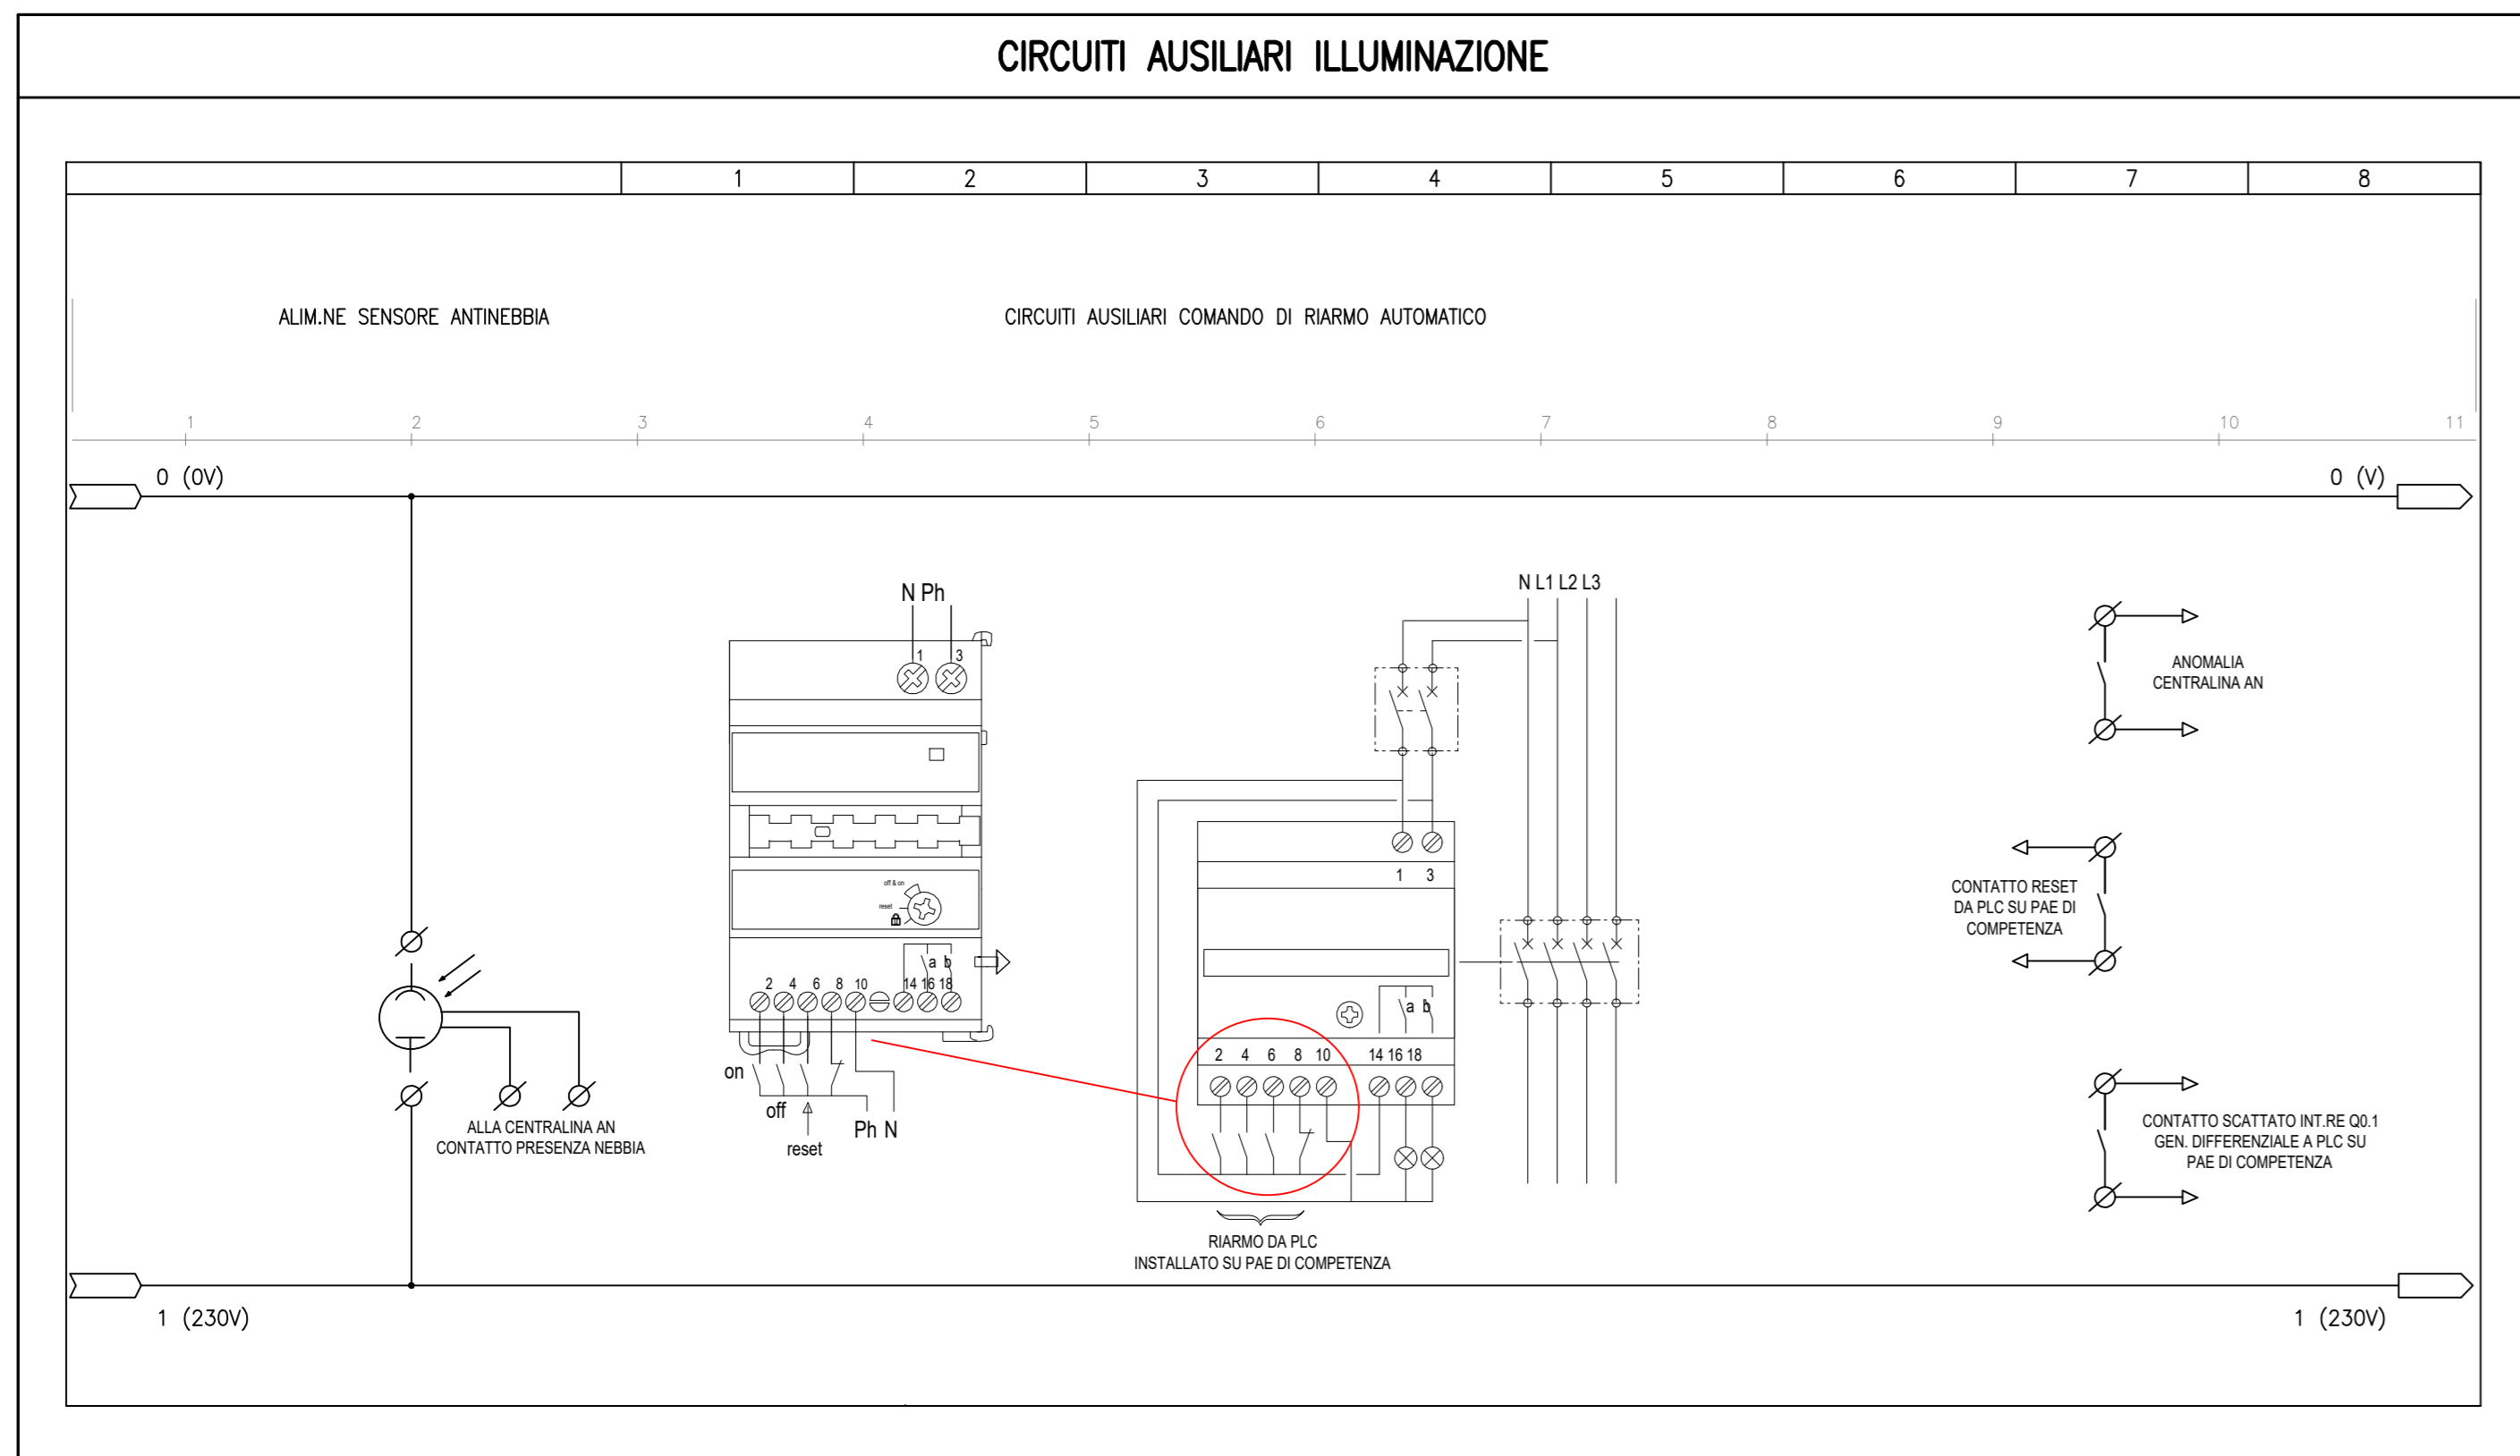 CIRCUITI AUSILIARI ILLUMINAZIONE
1 2 3 4 5 6 7 8
ALIM.NE SENSORE ANTINEBBIA
CIRCUITI AUSILIARI COMANDO DI RIARMO AUTOMATICO
1 2 3 4 5 6 7 8 9 10 11
0 (0V)
0 (V)
N Ph
1 3
off & on
reset
a b
2 4 6 8 10 14 16 18
on
off
reset
Ph N
N L1 L2 L3
1 3
a b
2 4 6 8 10 14 16 18
RIARMO DA PLC
INSTALLATO SU PAE DI COMPETENZA
ALLA CENTRALINA AN
CONTATTO PRESENZA NEBBIA
ANOMALIA
CENTRALINA AN
CONTATTO RESET
DA PLC SU PAE DI
COMPETENZA
CONTATTO SCATTATO INT.RE Q0.1
GEN. DIFFERENZIALE A PLC SU
PAE DI COMPETENZA
1 (230V)
1 (230V)